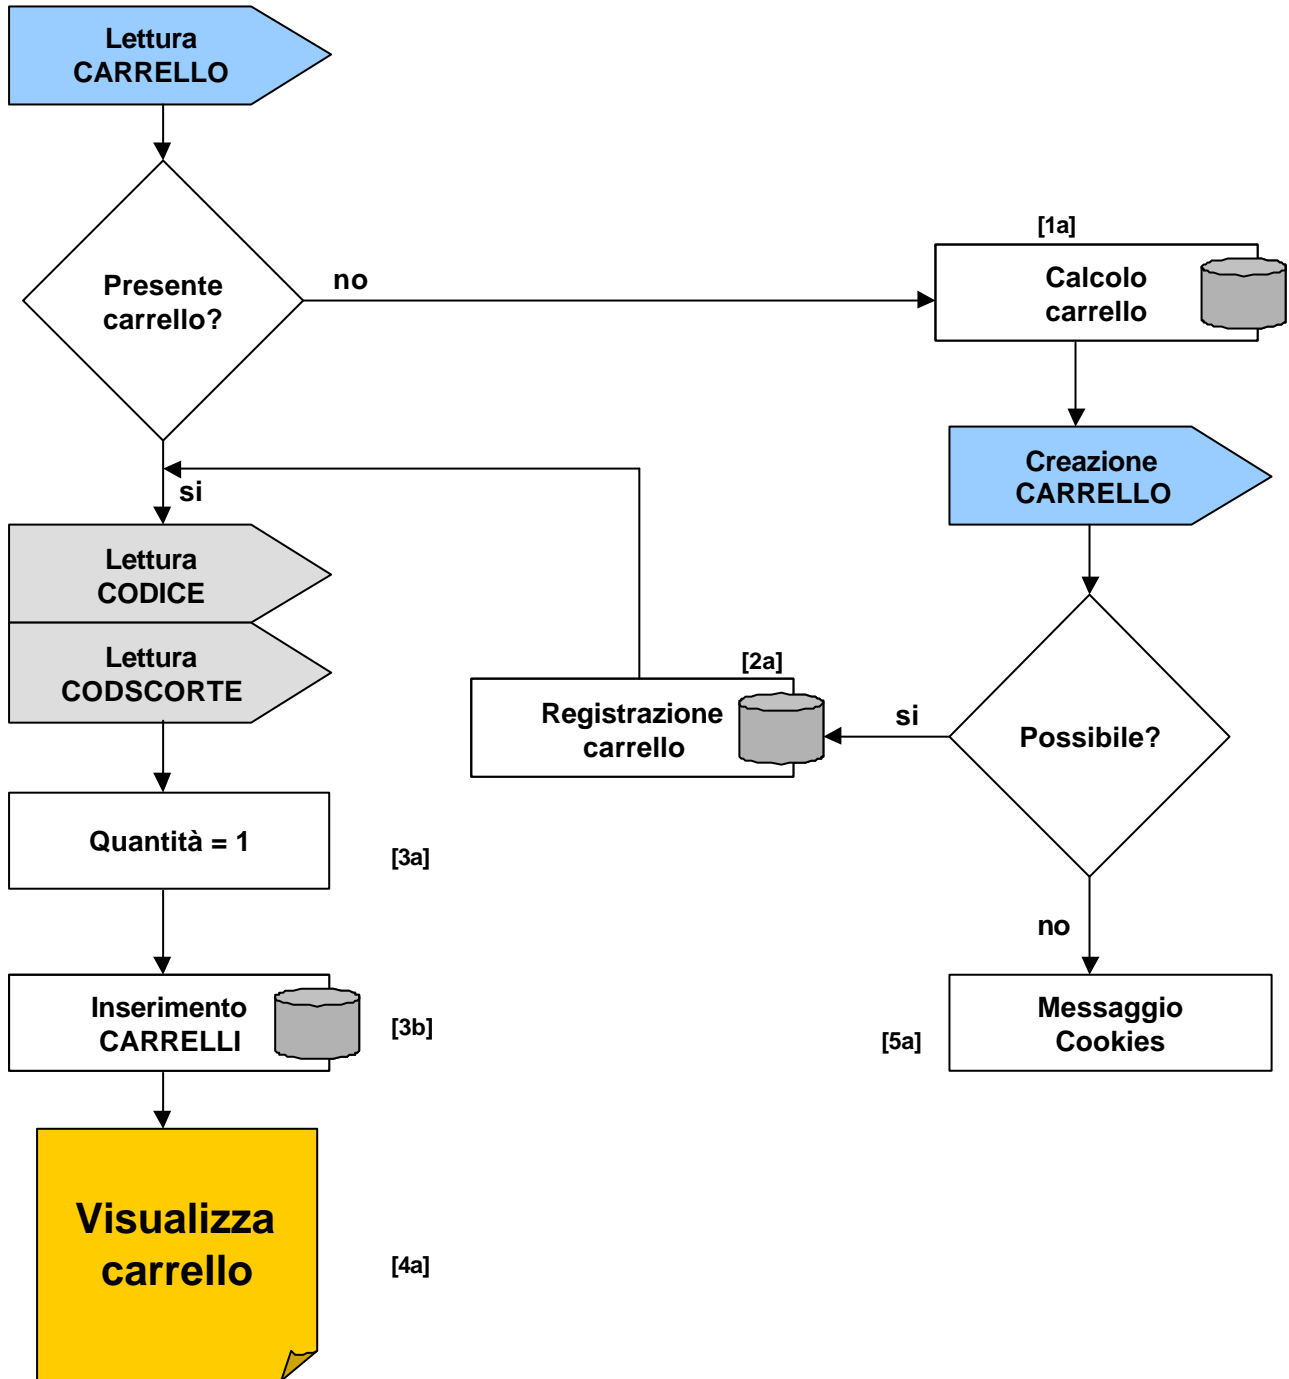 Lettura
CARRELLO
Presente
carrello?
no
[1a]
Calcolo
carrello
Creazione
CARRELLO
si
Lettura
CODICE
Lettura
CODSCORTE
[2a]
Registrazione
carrello
si
Possibile?
Quantità = 1
[3a]
no
Inserimento
CARRELLI
[3b]
[5a]
Messaggio
Cookies
Visualizza
carrello
[4a]